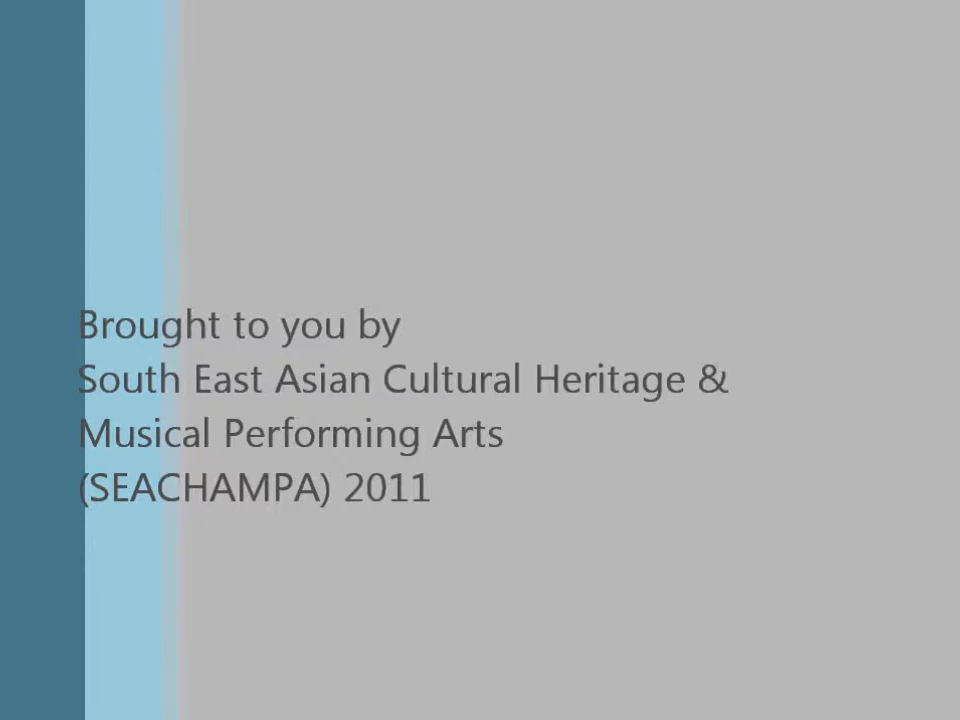 Brought to you by
South East Asian Cultural Heritage &
Musical Performing Arts
(SEACHAMPA) 2011